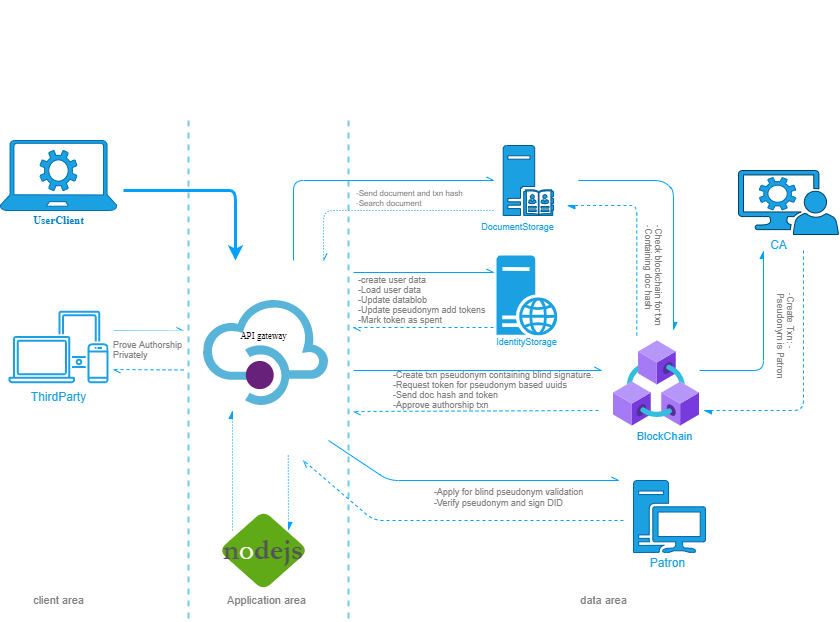 UserClient
-Send document and txn hash
-Search document
DocumentStorage
-Check blockchain for txn
-Containing doc hash
CA
-create user data
-Load user data
-Update datablob
-Update pseudonym add tokens
-Mark token as spent
IdentityStorage
-Create Txn:-
Pseudonym is Patron
API gateway
Prove Authorship
Privately
ThirdParty
-Create txn pseudonym containing blind signature.
-Request token for pseudonym based uuids
-Send doc hash and token
-Approve authorship txn
BlockChain
-Apply for blind pseudonym validation
-Verify pseudonym and sign DID
Patron
nodejs
client area
Application area
data area